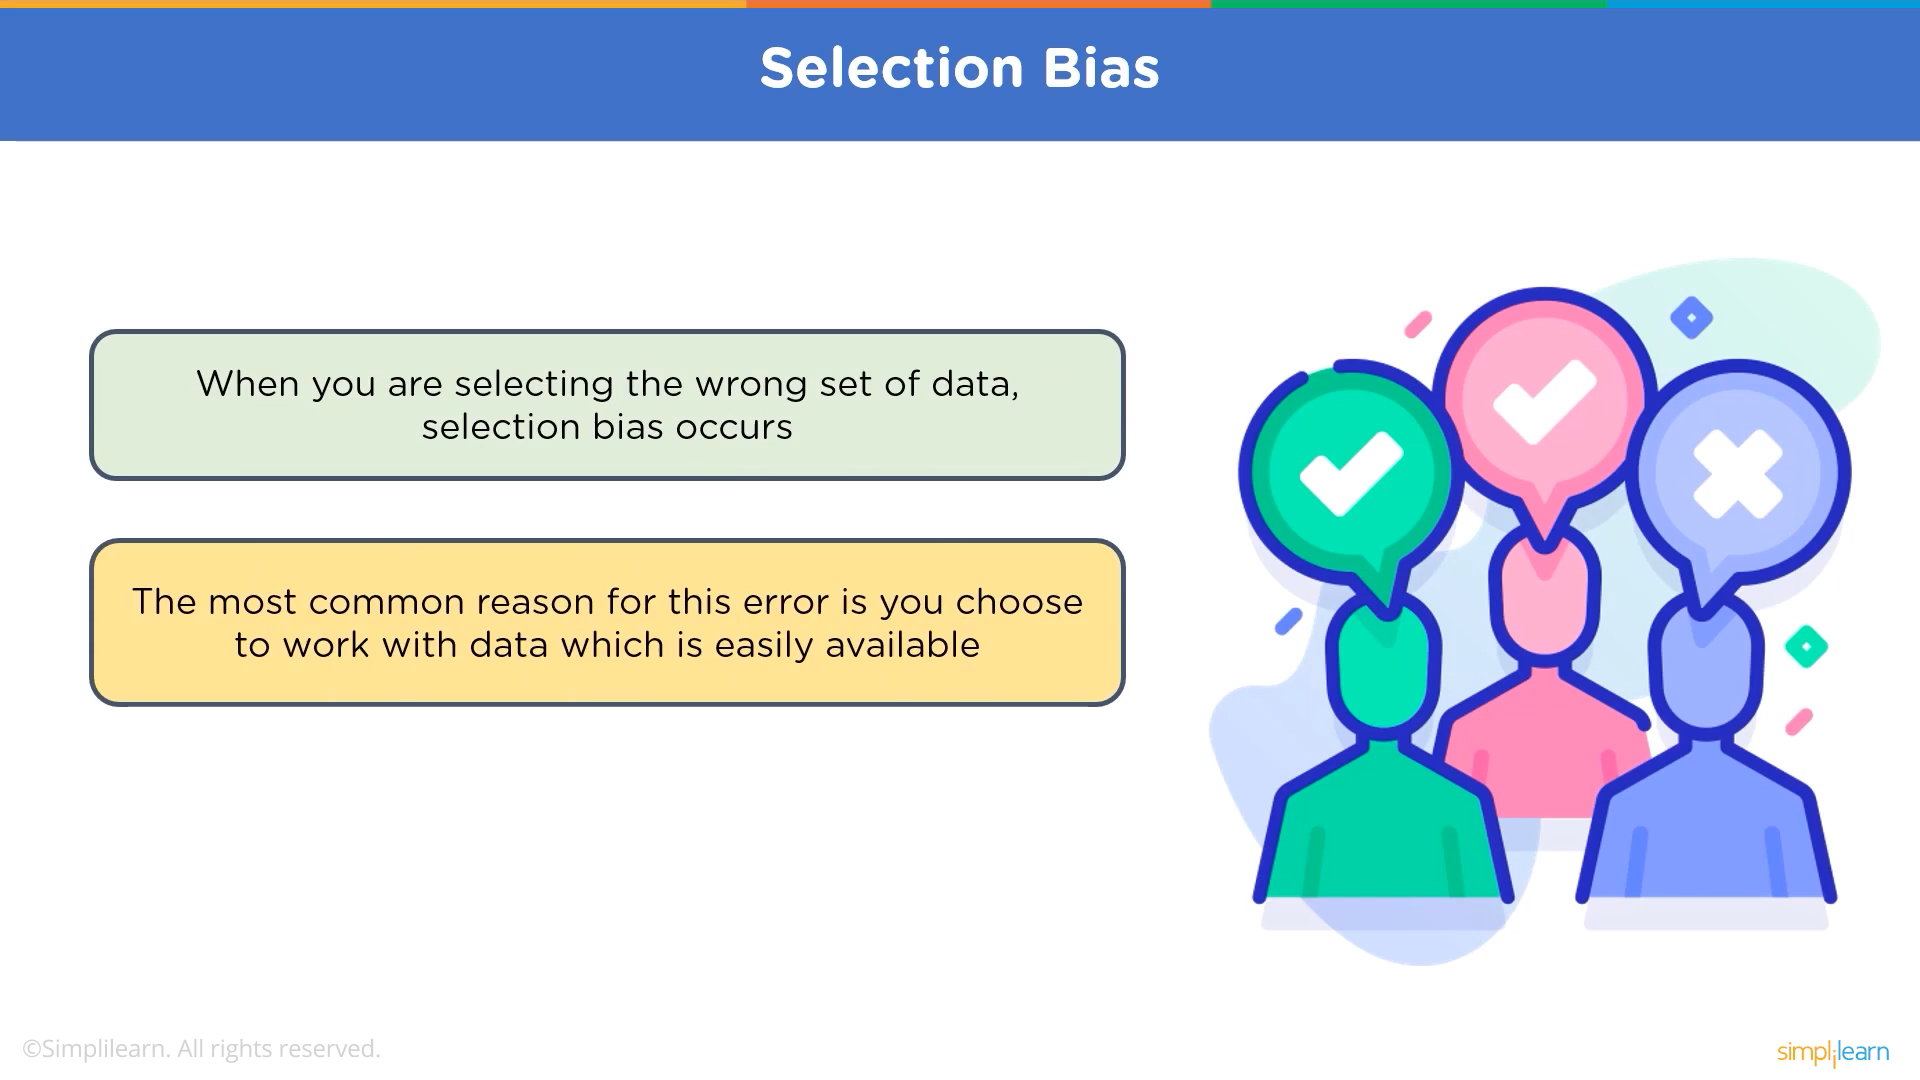 Selection Bias
When you are selecting the wrong set of data,
selection bias occurs
The most common reason for this error is you choose
to work with data which is easily available
©Simplilearn. All rights reserved.
simplilearn